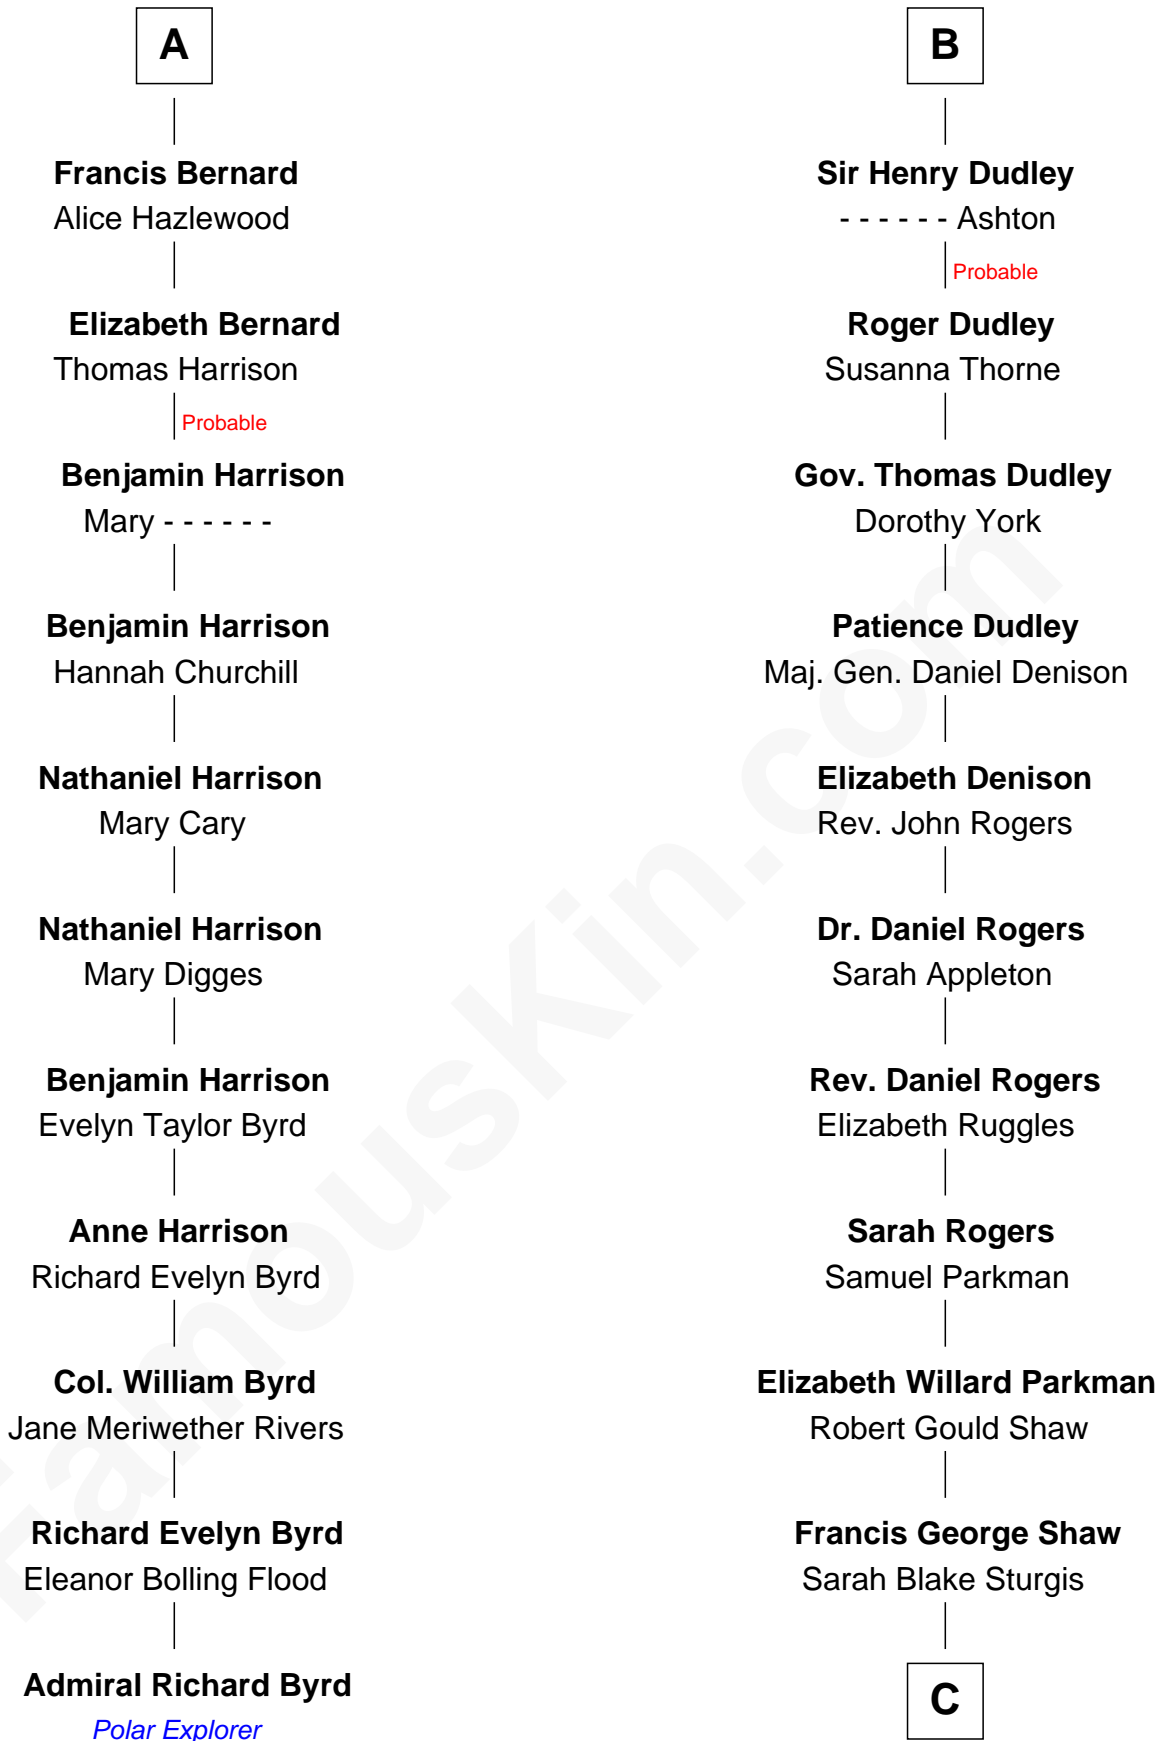 A
Francis Bernard
Alice Hazlewood
Elizabeth Bernard
Thomas Harrison
Probable
Benjamin Harrison
Mary - - - - - -
Benjamin Harrison
Hannah Churchill
Nathaniel Harrison
Mary Cary
Nathaniel Harrison
Mary Digges
Benjamin Harrison
Evelyn Taylor Byrd
Anne Harrison
Richard Evelyn Byrd
Col. William Byrd
Jane Meriwether Rivers
Richard Evelyn Byrd
Eleanor Bolling Flood
Admiral Richard Byrd
Polar Explorer
B
Sir Henry Dudley
- - - - - - Ashton
Probable
Roger Dudley
Susanna Thorne
Gov. Thomas Dudley
Dorothy York
Patience Dudley
Maj. Gen. Daniel Denison
Elizabeth Denison
Rev. John Rogers
Dr. Daniel Rogers
Sarah Appleton
Rev. Daniel Rogers
Elizabeth Ruggles
Sarah Rogers
Samuel Parkman
Elizabeth Willard Parkman
Robert Gould Shaw
Francis George Shaw
Sarah Blake Sturgis
C
FamousKin.com